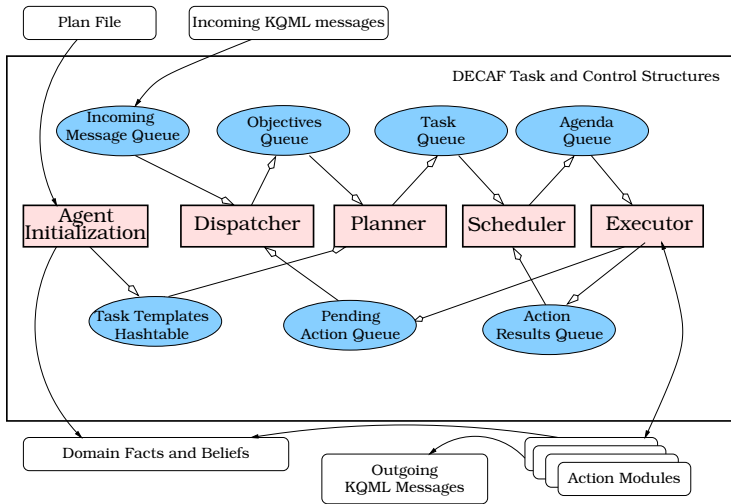 Plan File
Incoming KQML messages
DECAF Task and Control Structures
Incoming
Message Queue
Objectives
Queue
Task
Queue
Agenda
Queue
Agent
Initialization
Dispatcher
Planner
Scheduler
Executor
Task Templates
Hashtable
Pending
Action Queue
Action
Results Queue
Domain Facts and Beliefs
Outgoing
KQML Messages
Action Modules